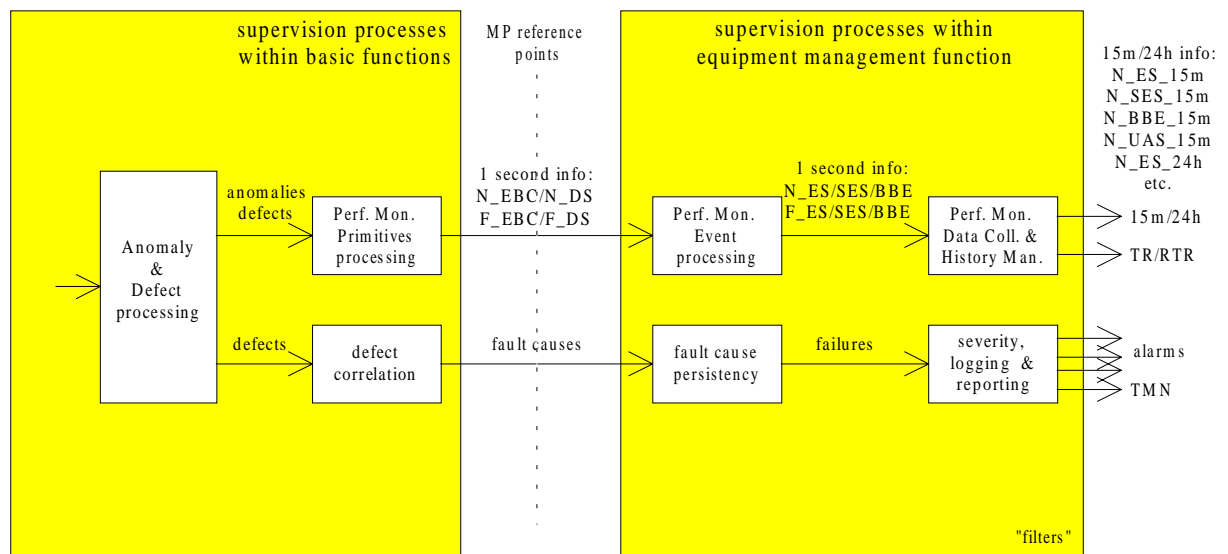 supervision processes
within basic functions
MP reference
points
supervision processes within
equipment management function
15m/24h info:
N_ES_15m
N_SES_15m
N_BBE_15m
N_UAS_15m
N_ES_24h
etc.
anomalies
defects
1 second info:
N_EBC/N_DS
F_EBC/F_DS
1 second info:
N_ES/SES/BBE
F_ES/SES/BBE
Anomaly
&
Defect
processing
Perf. Mon.
Primitives
processing
Perf. Mon.
Event
processing
Perf. Mon.
Data Coll. &
History Man.
15m/24h
TR/RTR
defects
defect
correlation
fault causes
fault cause
persistency
failures
severity,
logging &
reporting
alarms
TMN
"filters"